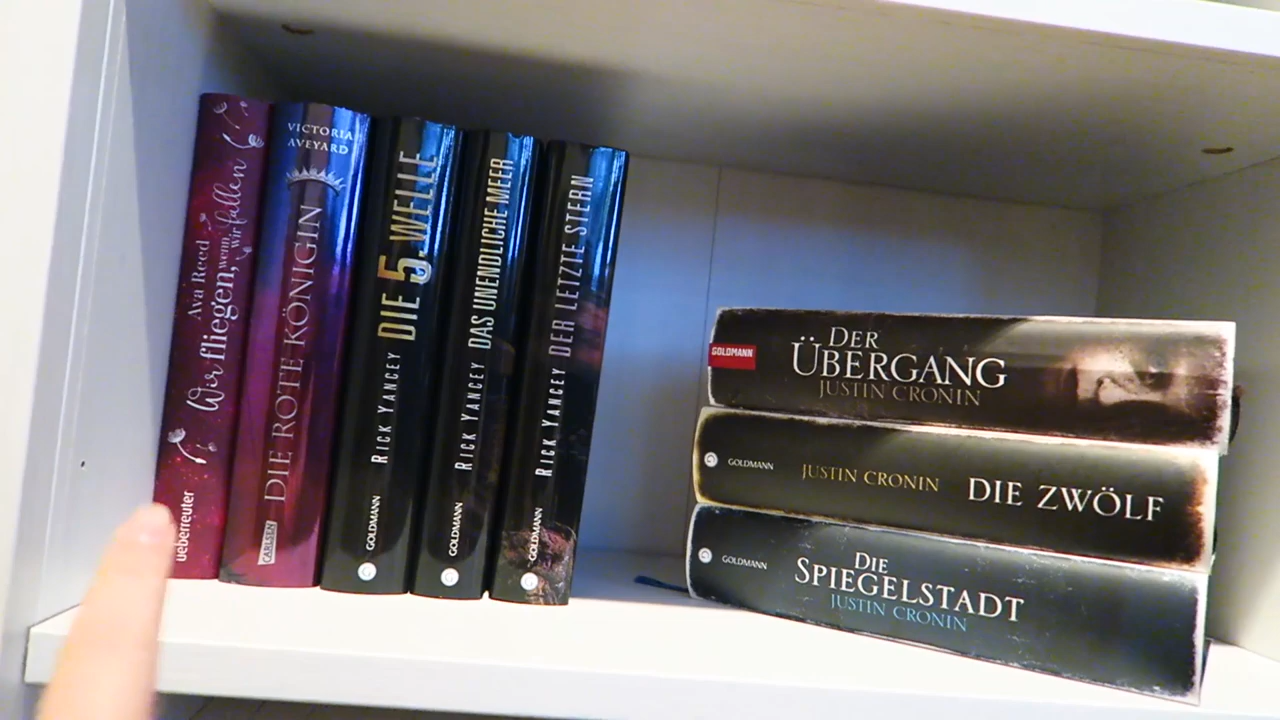 Ava Reed
Wir fliegen, wenn wir fallen
ueberreuter
VICTORIA
AVEYARD
DIE ROTE KÖNIGIN
CARLSEN
RICK YANCEY DIE 5. WELLE
GOLDMANN
RICK YANCEY DAS UNENDLICHE MEER
GOLDMANN
RICK YANCEY DER LETZTE STERN
GOLDMANN
GOLDMANN
DER
ÜBERGANG
JUSTIN CRONIN
GOLDMANN JUSTIN CRONIN DIE ZWÖLF
GOLDMANN
DIE
SPIEGELSTADT
JUSTIN CRONIN